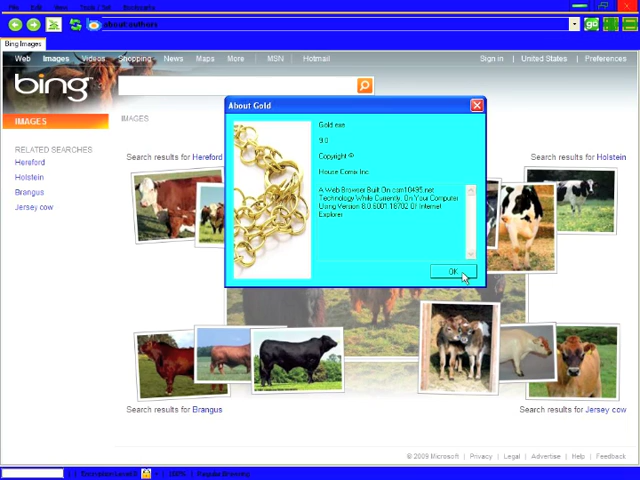 File Edit View Tools / Set Bookmarks
about:authors
go
Bing Images
Web Images Videos Shopping News Maps More MSN Hotmail Sign in United States Preferences
bing
IMAGES
IMAGES
RELATED SEARCHES
Hereford
Holstein
Brangus
Jersey cow
Search results for Hereford
Search results for Holstein
About Gold
Gold.exe
9.0
Copyright ©
House Comix Inc
A Web Browser Built On csm10495.net
Technology While Currently, On Your Computer
Using Version 8.0.6001.18702 Of Internet
Explorer
OK
Search results for Brangus
Search results for Jersey cow
© 2009 Microsoft | Privacy | Legal | Advertise | Help | Feedback
100%